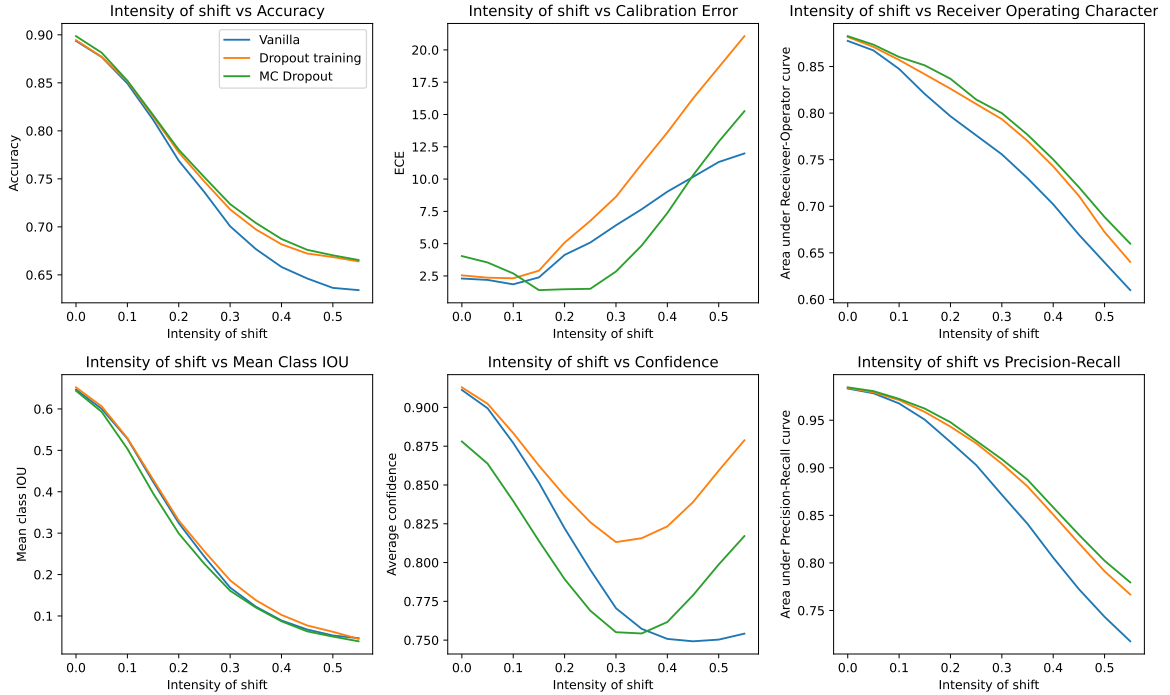 Intensity of shift vs Accuracy
Accuracy
0.90
0.85
0.80
0.75
0.70
0.65
Vanilla
Dropout training
MC Dropout
0.0 0.1 0.2 0.3 0.4 0.5
Intensity of shift
Intensity of shift vs Calibration Error
ECE
20.0
17.5
15.0
12.5
10.0
7.5
5.0
2.5
0.0 0.1 0.2 0.3 0.4 0.5
Intensity of shift
Intensity of shift vs Receiver Operating Character
Area under Receiveer-Operator curve
0.85
0.80
0.75
0.70
0.65
0.60
0.0 0.1 0.2 0.3 0.4 0.5
Intensity of shift
Intensity of shift vs Mean Class IOU
Mean class IOU
0.6
0.5
0.4
0.3
0.2
0.1
0.0 0.1 0.2 0.3 0.4 0.5
Intensity of shift
Intensity of shift vs Confidence
Average confidence
0.900
0.875
0.850
0.825
0.800
0.775
0.750
0.0 0.1 0.2 0.3 0.4 0.5
Intensity of shift
Intensity of shift vs Precision-Recall
Area under Precision-Recall curve
0.95
0.90
0.85
0.80
0.75
0.0 0.1 0.2 0.3 0.4 0.5
Intensity of shift